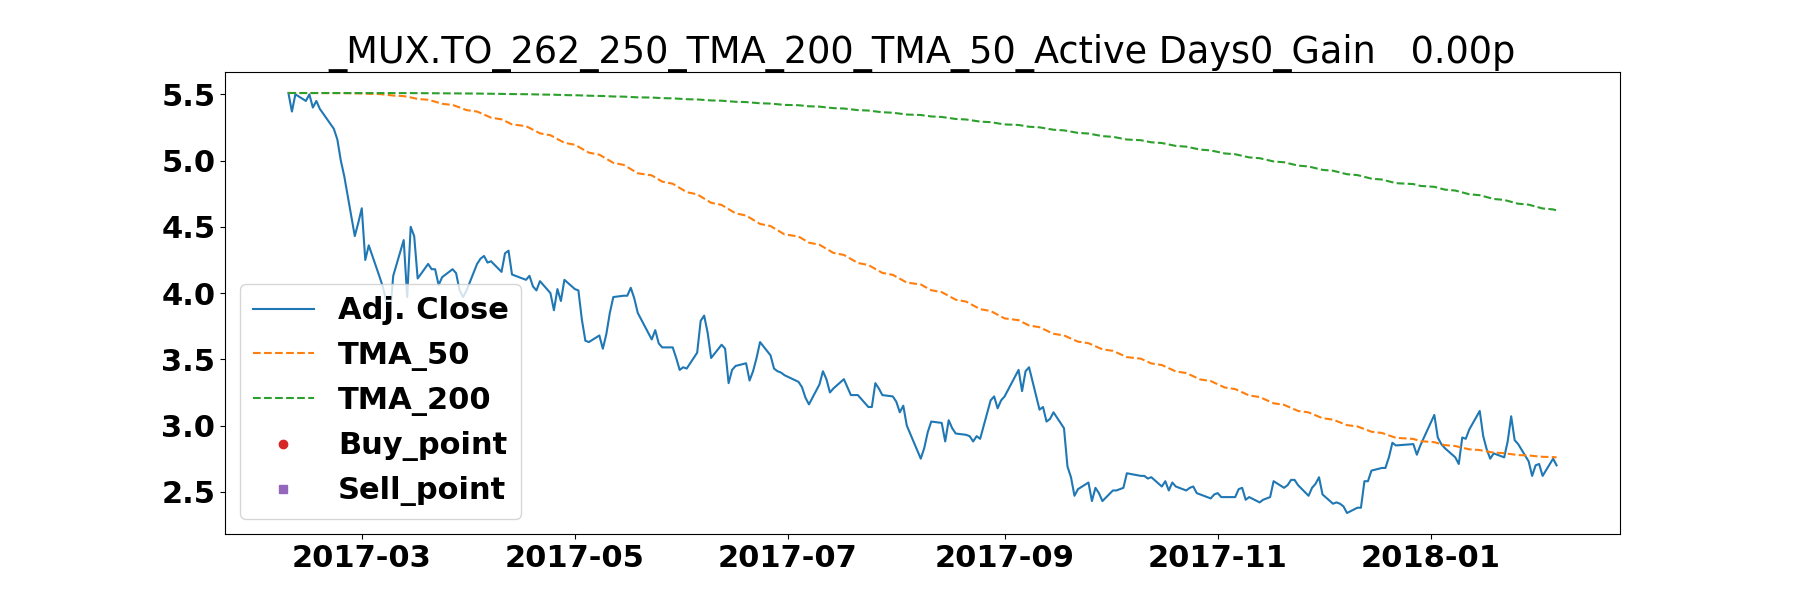 _MUX.TO_262_250_TMA_200_TMA_50_Active Days0_Gain   0.00p
5.5
5.0
4.5
4.0
3.5
3.0
2.5
Adj. Close
TMA_50
TMA_200
Buy_point
Sell_point
2017-03 2017-05 2017-07 2017-09 2017-11 2018-01